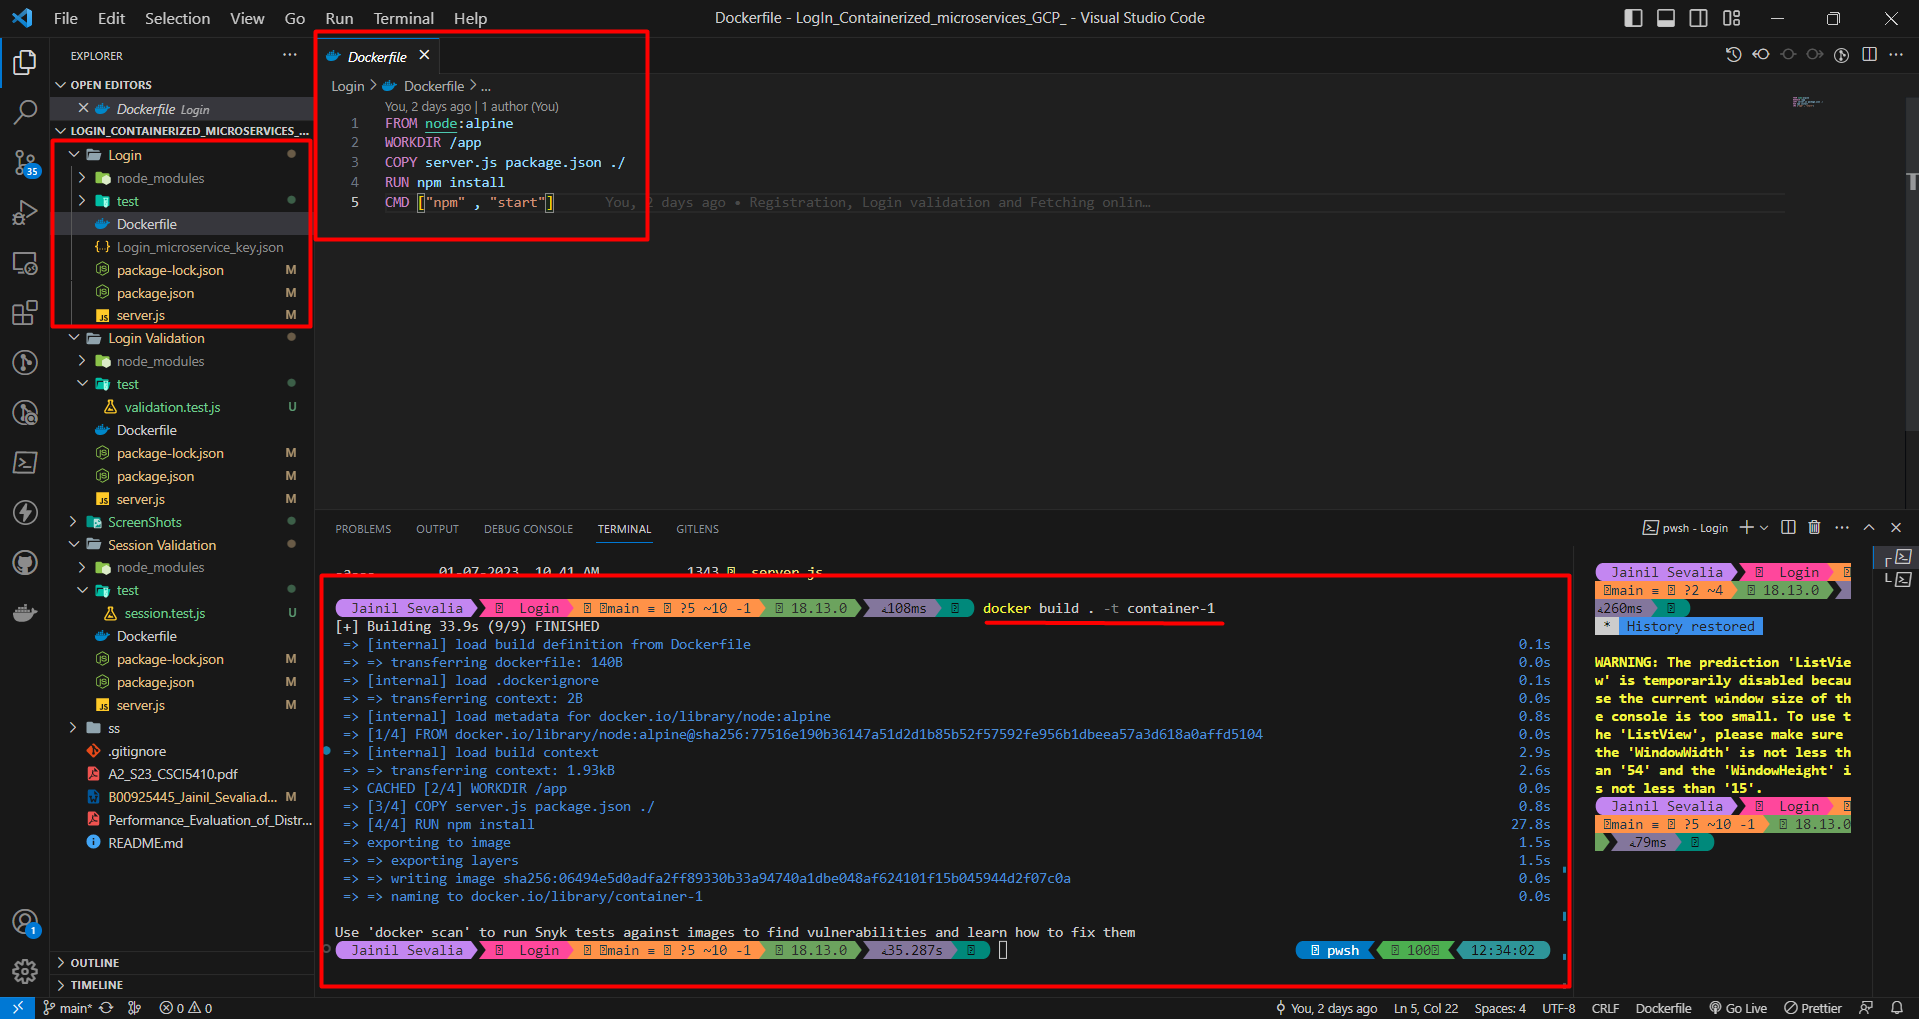 File Edit Selection View Go Run Terminal Help
Dockerfile - LogIn_Containerized_microservices_GCP_ - Visual Studio Code
EXPLORER
OPEN EDITORS
Dockerfile Login
LOGIN_CONTAINERIZED_MICROSERVICES_...
Login
node_modules
test
Dockerfile
Login_microservice_key.json
package-lock.json M
package.json M
server.js M
Login Validation
node_modules
test
validation.test.js U
Dockerfile
package-lock.json M
package.json M
server.js M
ScreenShots
Session Validation
node_modules
test
session.test.js U
Dockerfile
package-lock.json M
package.json M
server.js M
ss
.gitignore
A2_S23_CSCI5410.pdf
B00925445_Jainil_Sevalia.d... M
Performance_Evaluation_of_Distr...
README.md
OUTLINE
TIMELINE
35
1
Dockerfile
Login > Dockerfile > ...
You, 2 days ago | 1 author (You)
1 FROM node:alpine
2 WORKDIR /app
3 COPY server.js package.json ./
4 RUN npm install
5 CMD ["npm" , "start"] You, 2 days ago • Registration, Login validation and Fetching onlin…
PROBLEMS OUTPUT DEBUG CONSOLE TERMINAL GITLENS
pwsh - Login
-a---- 01-07-2023 10.41 AM 1343 server.js
Jainil Sevalia Login main ≡ ?5 ~10 -1 18.13.0 108ms docker build . -t container-1
[+] Building 33.9s (9/9) FINISHED
=> [internal] load build definition from Dockerfile 0.1s
=> => transferring dockerfile: 140B 0.0s
=> [internal] load .dockerignore 0.1s
=> => transferring context: 2B 0.0s
=> [internal] load metadata for docker.io/library/node:alpine 0.8s
=> [1/4] FROM docker.io/library/node:alpine@sha256:77516e190b36147a51d2d1b85b52f57592fe956b1dbeea57a3d618a0affd5104 0.0s
=> [internal] load build context 2.9s
=> => transferring context: 1.93kB 2.6s
=> CACHED [2/4] WORKDIR /app 0.0s
=> [3/4] COPY server.js package.json ./ 0.8s
=> [4/4] RUN npm install 27.8s
=> exporting to image 1.5s
=> => exporting layers 1.5s
=> => writing image sha256:06494e5d0adfa2ff89330b33a94740a1dbe048af624101f15b045944d2f07c0a 0.0s
=> => naming to docker.io/library/container-1 0.0s
Use 'docker scan' to run Snyk tests against images to find vulnerabilities and learn how to fix them
Jainil Sevalia Login main ≡ ?5 ~10 -1 18.13.0 35.287s pwsh 100 12:34:02
Jainil Sevalia Login
main ≡ ?2 ~4 18.13.0
260ms
* History restored
WARNING: The prediction 'ListVie
w' is temporarily disabled becau
se the current window size of th
e console is too small. To use t
he 'ListView', please make sure
the 'WindowWidth' is not less th
an '54' and the 'WindowHeight' i
s not less than '15'.
Jainil Sevalia Login
main ≡ ?5 ~10 -1 18.13.0
79ms
main* 0 0 You, 2 days ago Ln 5, Col 22 Spaces: 4 UTF-8 CRLF Dockerfile Go Live Prettier